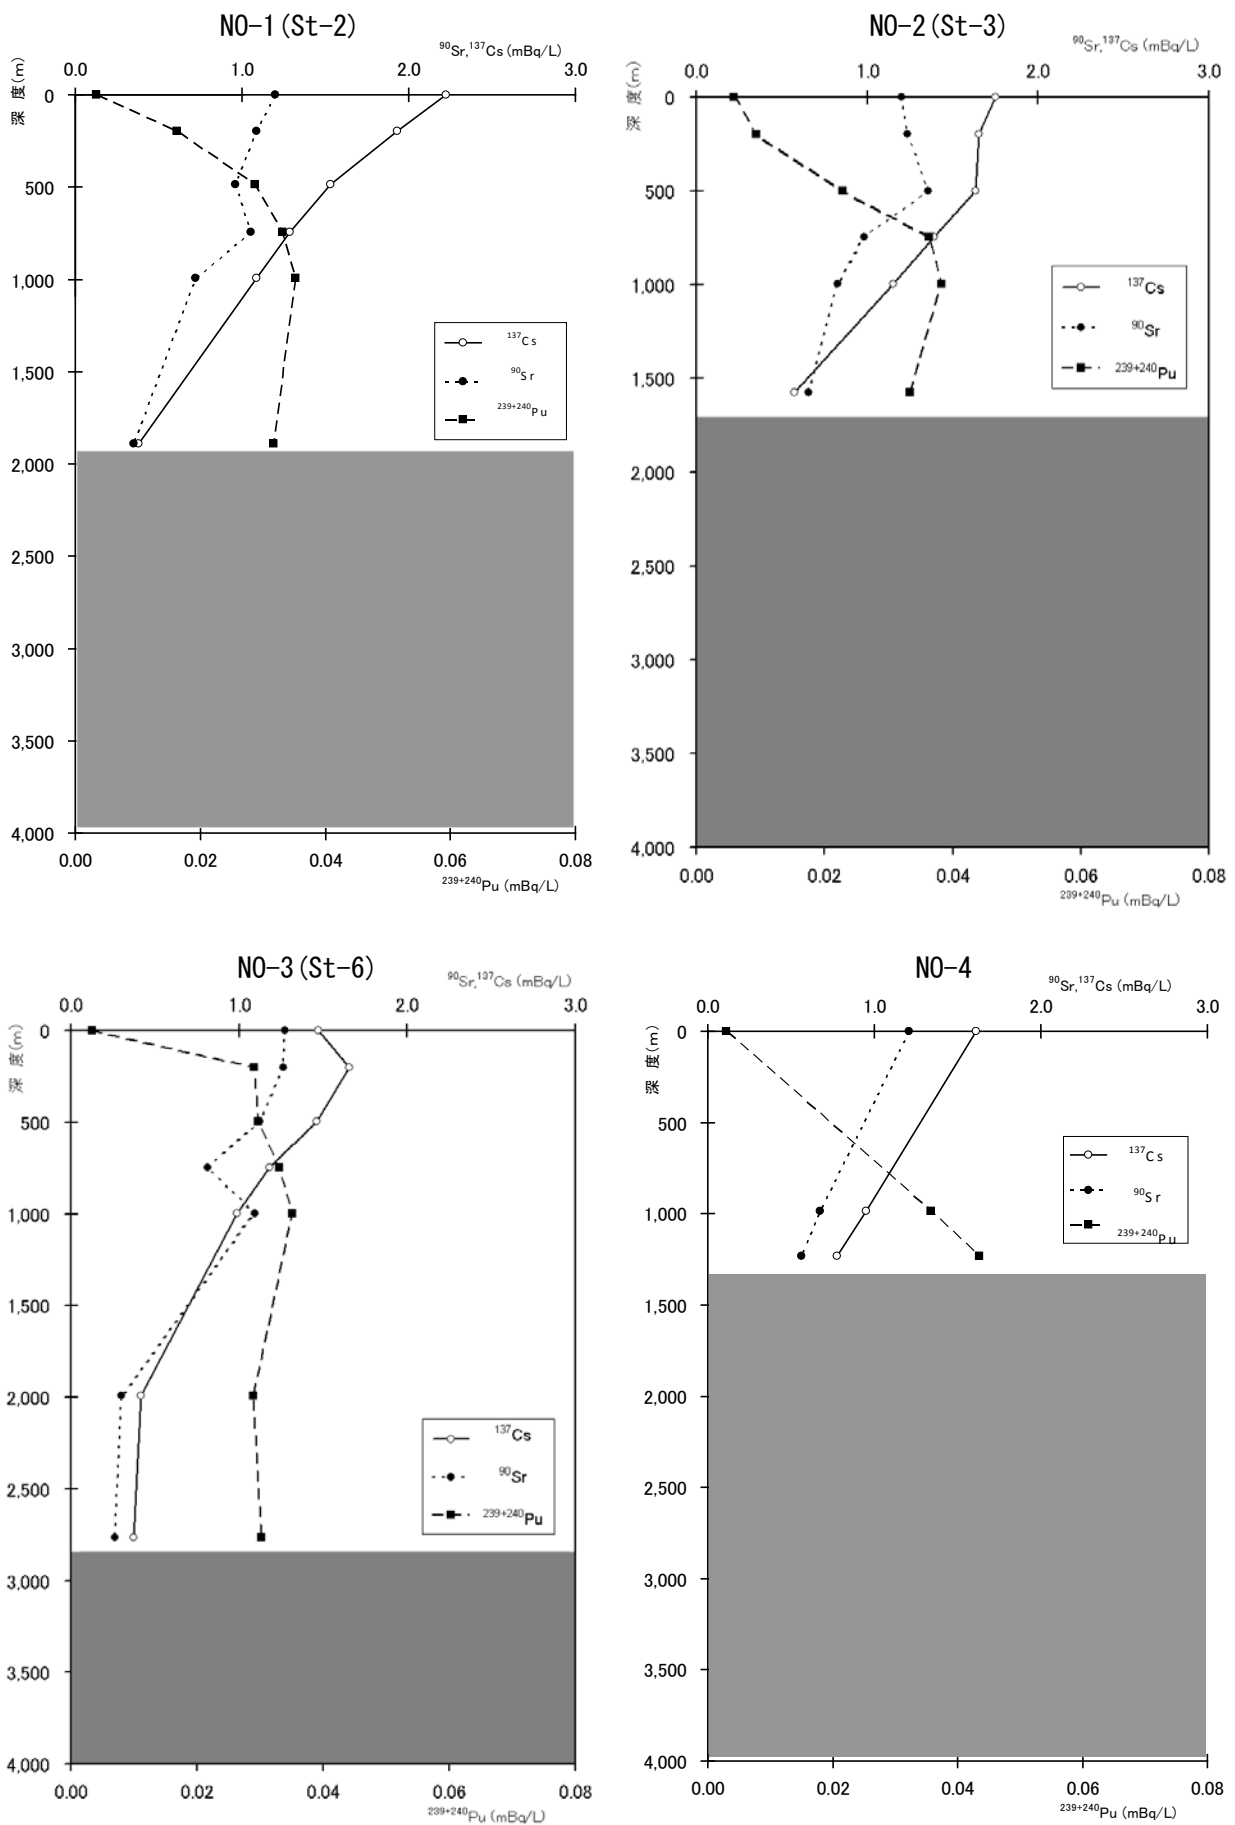 NO-1(St-2)
⁹⁰Sr,¹³⁷Cs (mBq/L)
0.0 1.0 2.0 3.0
深 度(m)
0
500
1,000
1,500
2,000
2,500
3,000
3,500
4,000
¹³⁷Cs
⁹⁰Sr
²³⁹⁺²⁴⁰Pu
0.00 0.02 0.04 0.06 0.08
²³⁹⁺²⁴⁰Pu (mBq/L)
NO-2(St-3)
⁹⁰Sr,¹³⁷Cs (mBq/L)
0.0 1.0 2.0 3.0
深 度(m)
0
500
1,000
1,500
2,000
2,500
3,000
3,500
4,000
¹³⁷Cs
⁹⁰Sr
²³⁹⁺²⁴⁰Pu
0.00 0.02 0.04 0.06 0.08
²³⁹⁺²⁴⁰Pu (mBq/L)
NO-3(St-6)
⁹⁰Sr,¹³⁷Cs (mBq/L)
0.0 1.0 2.0 3.0
深 度(m)
0
500
1,000
1,500
2,000
2,500
3,000
3,500
4,000
¹³⁷Cs
⁹⁰Sr
²³⁹⁺²⁴⁰Pu
0.00 0.02 0.04 0.06 0.08
²³⁹⁺²⁴⁰Pu (mBq/L)
NO-4
⁹⁰Sr,¹³⁷Cs (mBq/L)
0.0 1.0 2.0 3.0
深 度(m)
0
500
1,000
1,500
2,000
2,500
3,000
3,500
4,000
¹³⁷Cs
⁹⁰Sr
²³⁹⁺²⁴⁰Pu
0.00 0.02 0.04 0.06 0.08
²³⁹⁺²⁴⁰Pu (mBq/L)